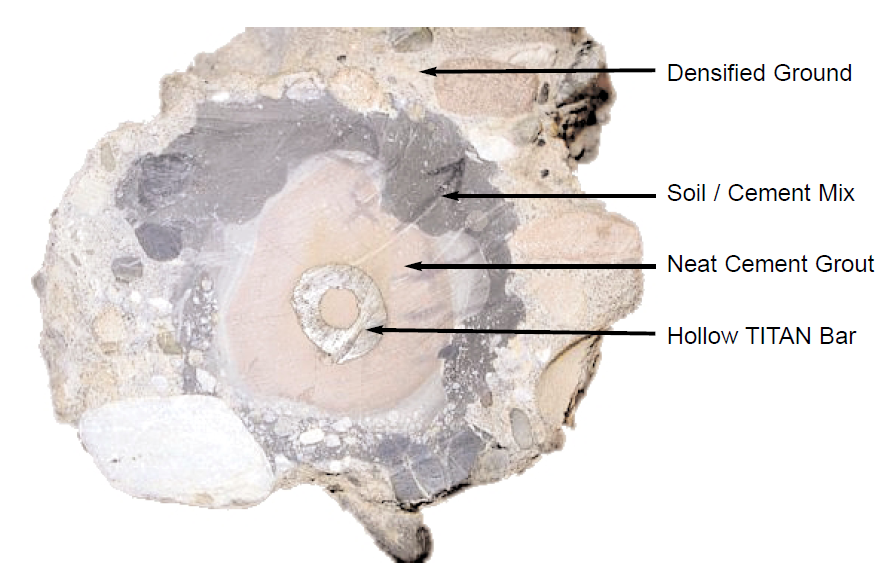 Densified Ground
Soil / Cement Mix
Neat Cement Grout
Hollow TITAN Bar